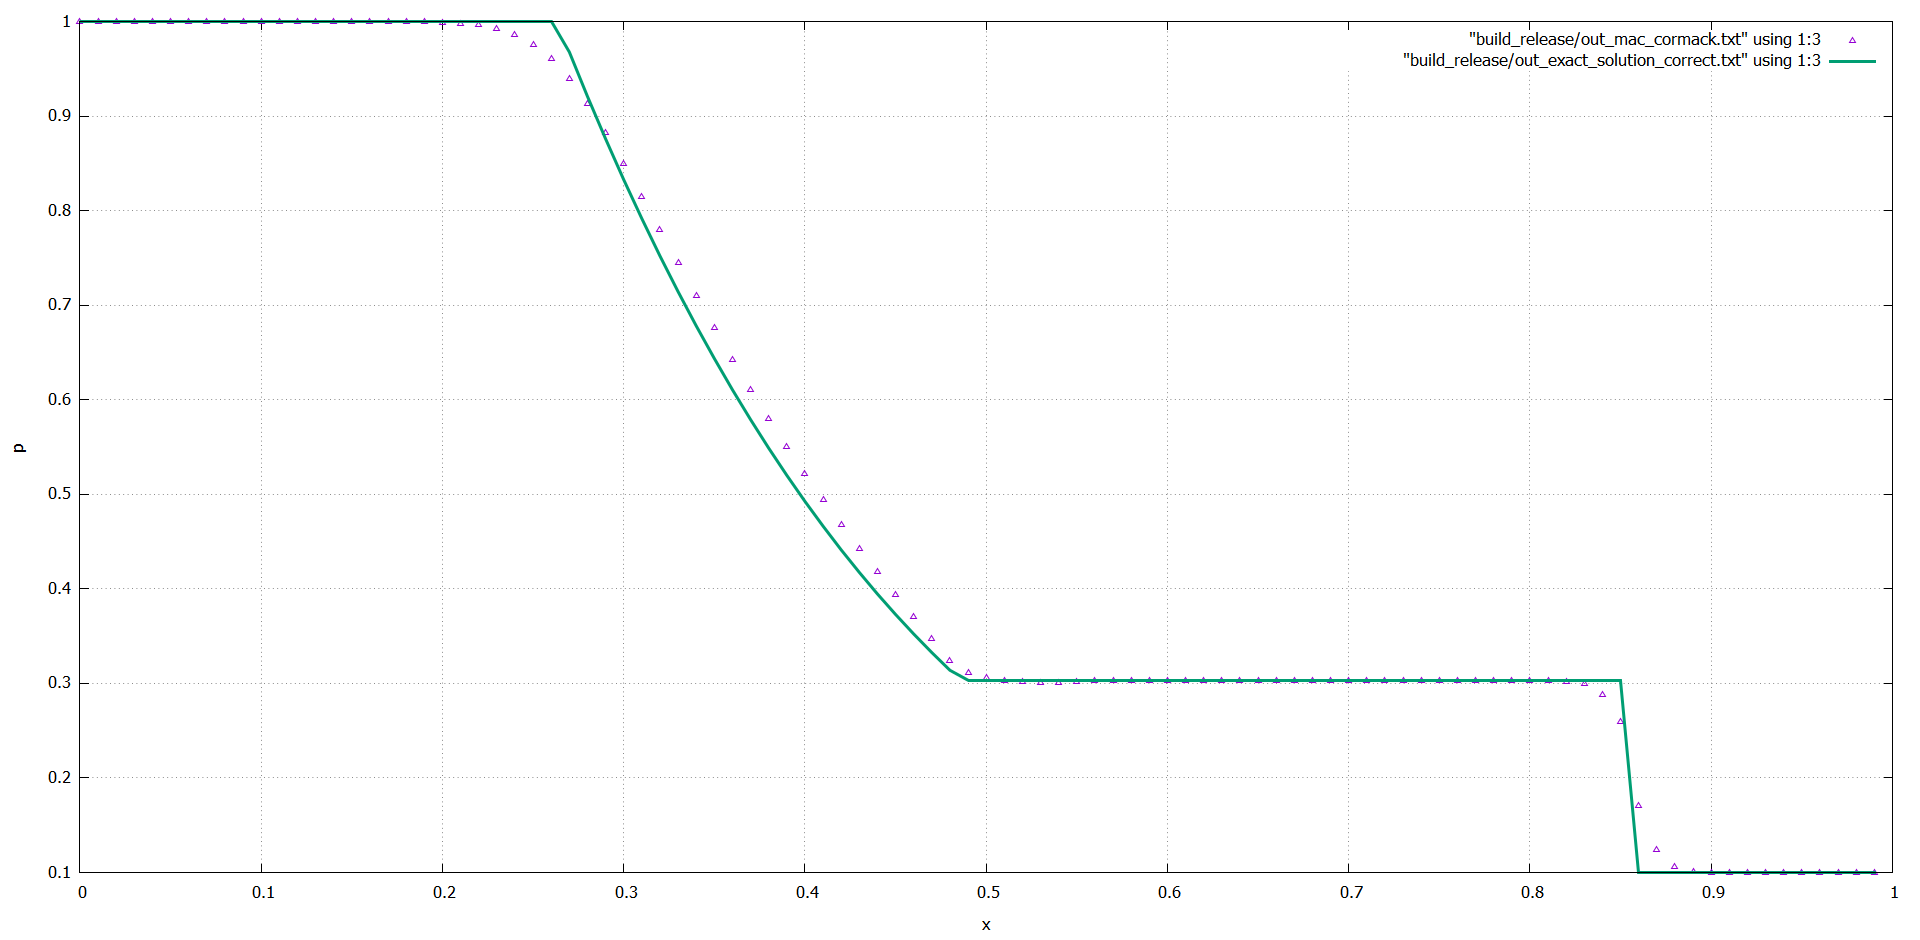 "build_release/out_mac_cormack.txt" using 1:3
"build_release/out_exact_solution_correct.txt" using 1:3
1
0.9
0.8
0.7
0.6
0.5
0.4
0.3
0.2
0.1
p
0 0.1 0.2 0.3 0.4 0.5 0.6 0.7 0.8 0.9 1
x